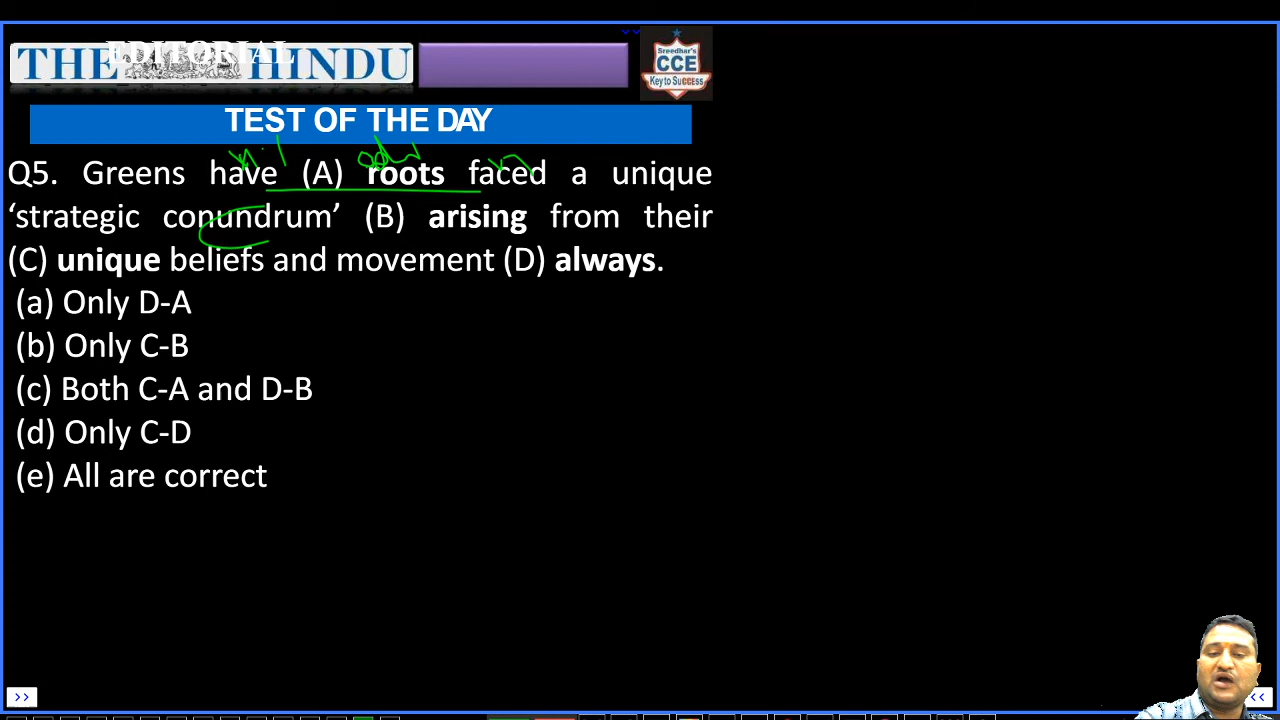 EDITORIAL
THE HINDU
Sreedhar's
CCE
Key to SuCCess
TEST OF THE DAY
Q5. Greens have (A) roots faced a unique
‘strategic conundrum’ (B) arising from their
(C) unique beliefs and movement (D) always.
(a) Only D-A
(b) Only C-B
(c) Both C-A and D-B
(d) Only C-D
(e) All are correct
>>
<<